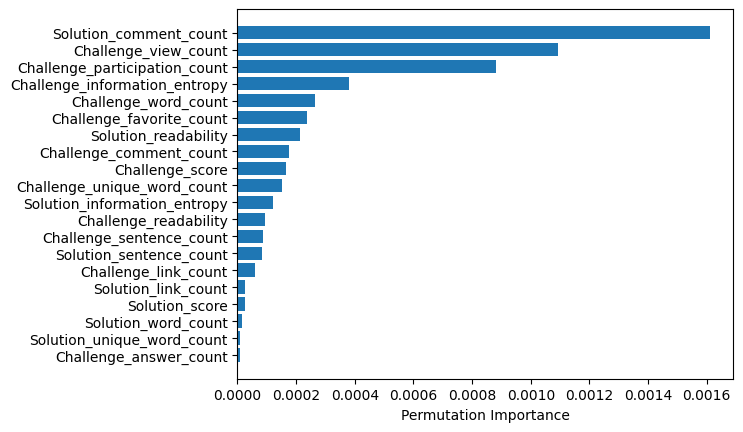 Solution_comment_count
Challenge_view_count
Challenge_participation_count
Challenge_information_entropy
Challenge_word_count
Challenge_favorite_count
Solution_readability
Challenge_comment_count
Challenge_score
Challenge_unique_word_count
Solution_information_entropy
Challenge_readability
Challenge_sentence_count
Solution_sentence_count
Challenge_link_count
Solution_link_count
Solution_score
Solution_word_count
Solution_unique_word_count
Challenge_answer_count
0.0000 0.0002 0.0004 0.0006 0.0008 0.0010 0.0012 0.0014 0.0016
Permutation Importance